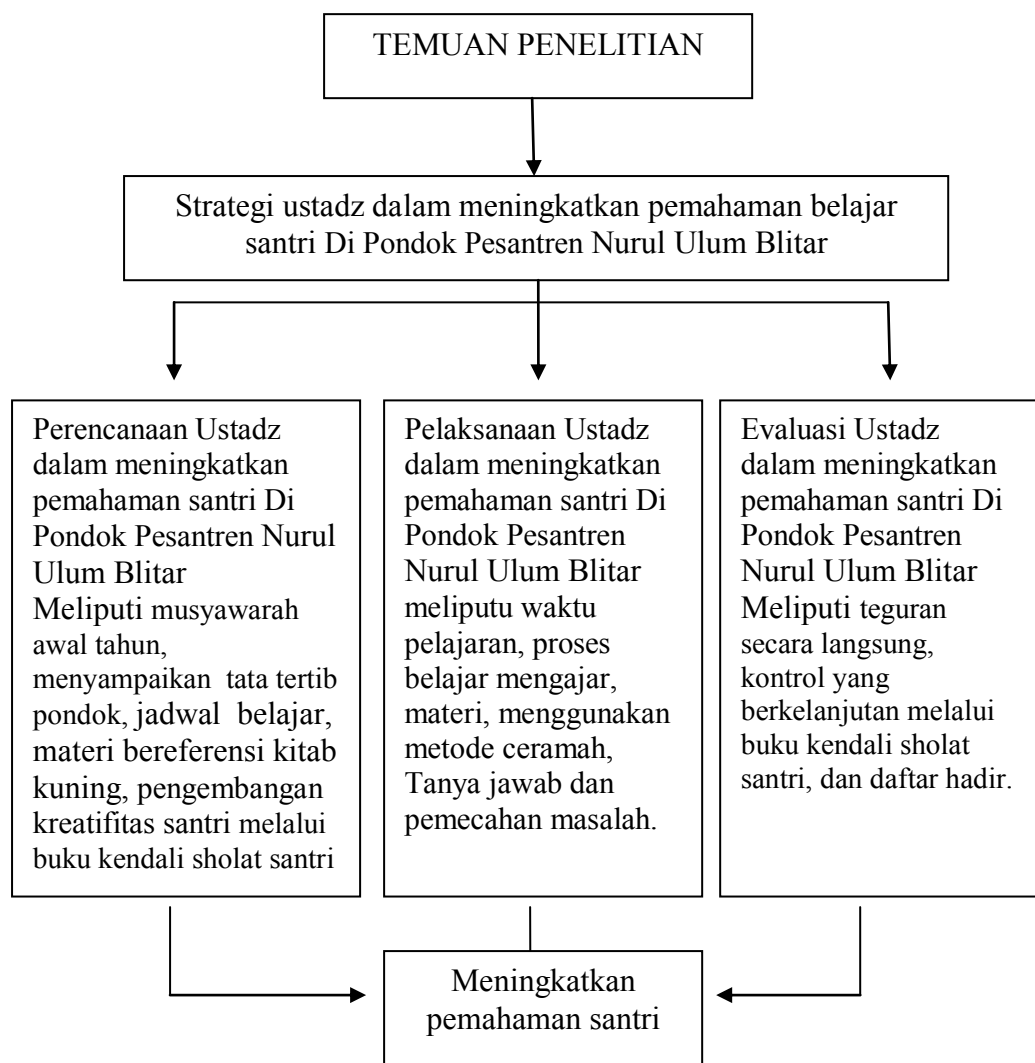 TEMUAN PENELITIAN
Strategi ustadz dalam meningkatkan pemahaman belajar
santri Di Pondok Pesantren Nurul Ulum Blitar
Perencanaan Ustadz
dalam meningkatkan
pemahaman santri Di
Pondok Pesantren Nurul
Ulum Blitar
Meliputi musyawarah
awal tahun,
menyampaikan tata tertib
pondok, jadwal belajar,
materi bereferensi kitab
kuning, pengembangan
kreatifitas santri melalui
buku kendali sholat santri
Pelaksanaan Ustadz
dalam meningkatkan
pemahaman santri Di
Pondok Pesantren
Nurul Ulum Blitar
meliputu waktu
pelajaran, proses
belajar mengajar,
materi, menggunakan
metode ceramah,
Tanya jawab dan
pemecahan masalah.
Evaluasi Ustadz
dalam meningkatkan
pemahaman santri Di
Pondok Pesantren
Nurul Ulum Blitar
Meliputi teguran
secara langsung,
kontrol yang
berkelanjutan melalui
buku kendali sholat
santri, dan daftar hadir.
Meningkatkan
pemahaman santri